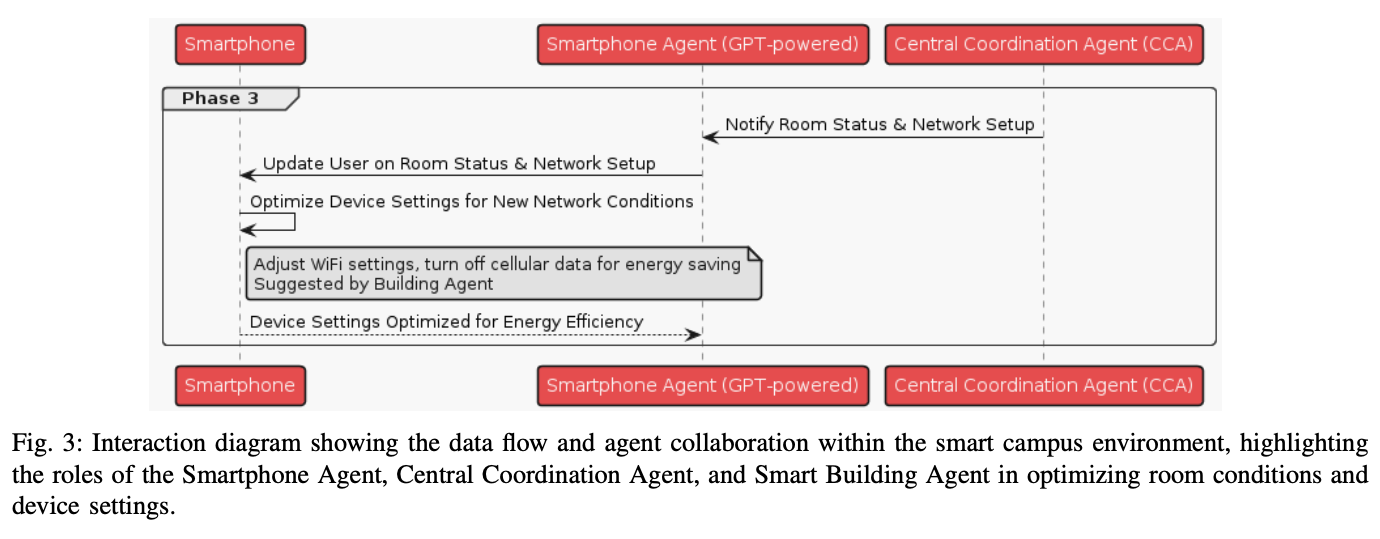 Smartphone
Smartphone Agent (GPT-powered)
Central Coordination Agent (CCA)
Phase 3
Notify Room Status & Network Setup
Update User on Room Status & Network Setup
Optimize Device Settings for New Network Conditions
Adjust WiFi settings, turn off cellular data for energy saving
Suggested by Building Agent
Device Settings Optimized for Energy Efficiency
Smartphone
Smartphone Agent (GPT-powered)
Central Coordination Agent (CCA)
Fig. 3: Interaction diagram showing the data flow and agent collaboration within the smart campus environment, highlighting
the roles of the Smartphone Agent, Central Coordination Agent, and Smart Building Agent in optimizing room conditions and
device settings.